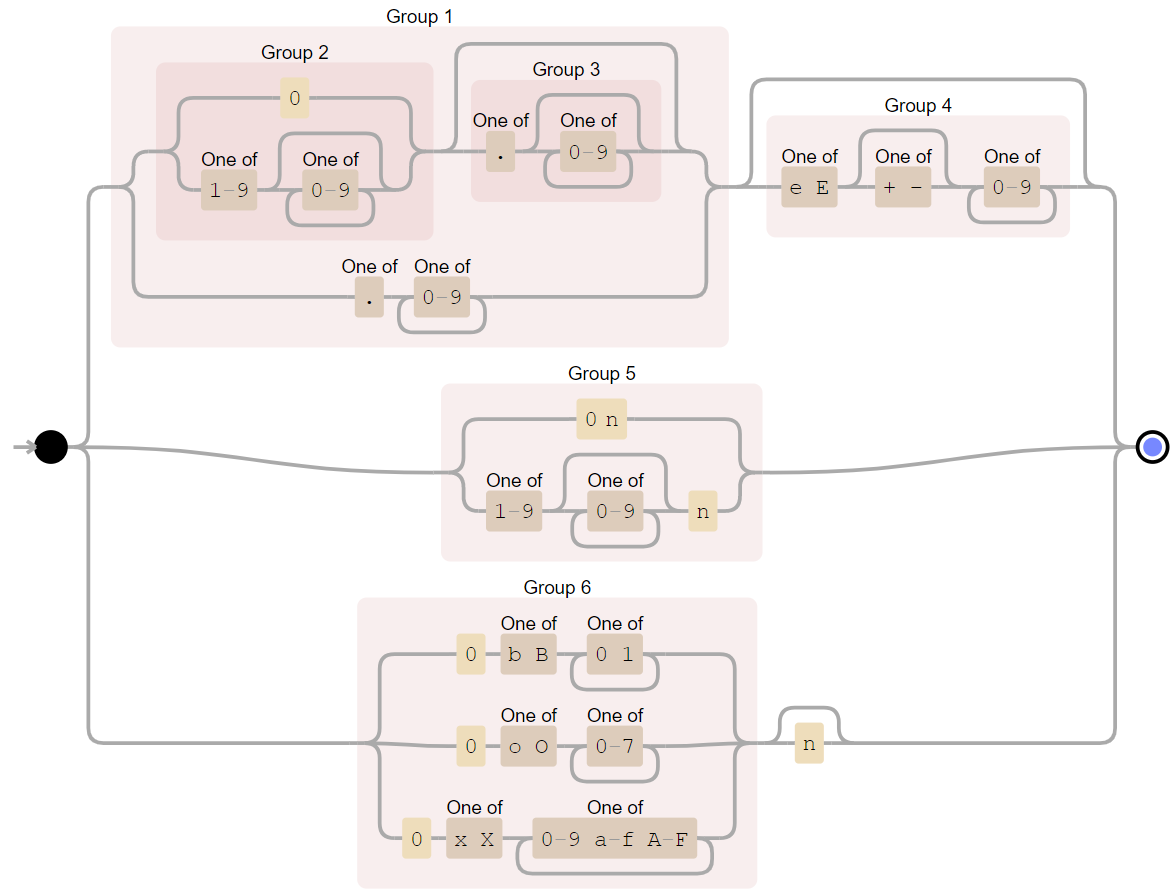 Group 1
Group 2
0
One of
1-9
One of
0-9
Group 3
One of
.
One of
0-9
One of
.
One of
0-9
Group 4
One of
e E
One of
+ -
One of
0-9
Group 5
0 n
One of
1-9
One of
0-9
n
Group 6
0
One of
b B
One of
0 1
0
One of
o O
One of
0-7
0
One of
x X
One of
0-9 a-f A-F
n